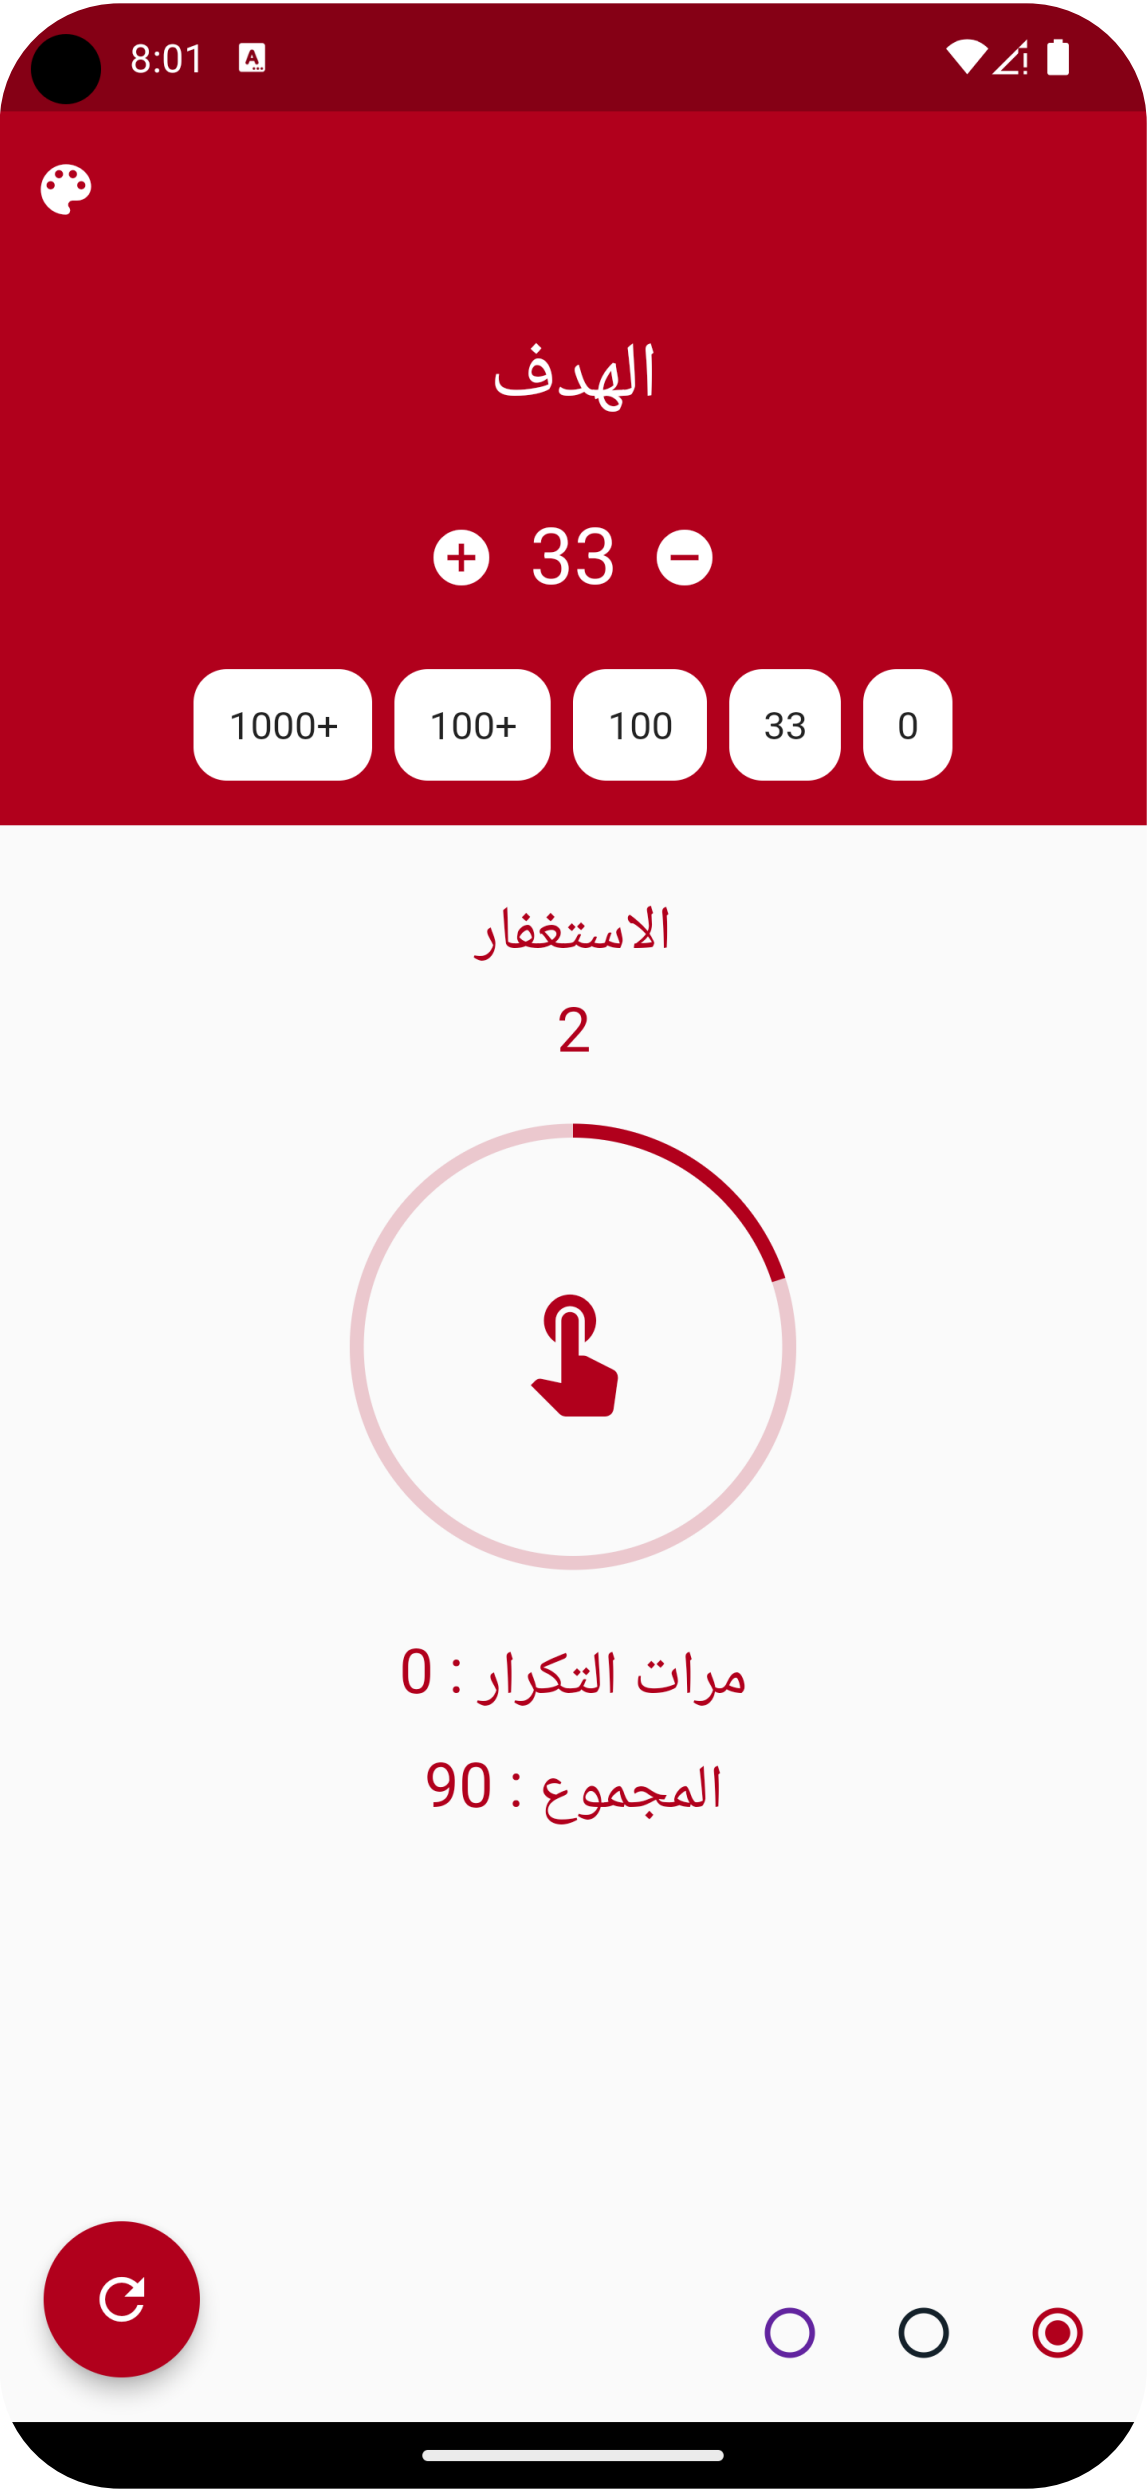 8:01
الهدف
33
0 33 100 100+ 1000+
الاستغفار
2
مرات التكرار : 0
المجموع : 90